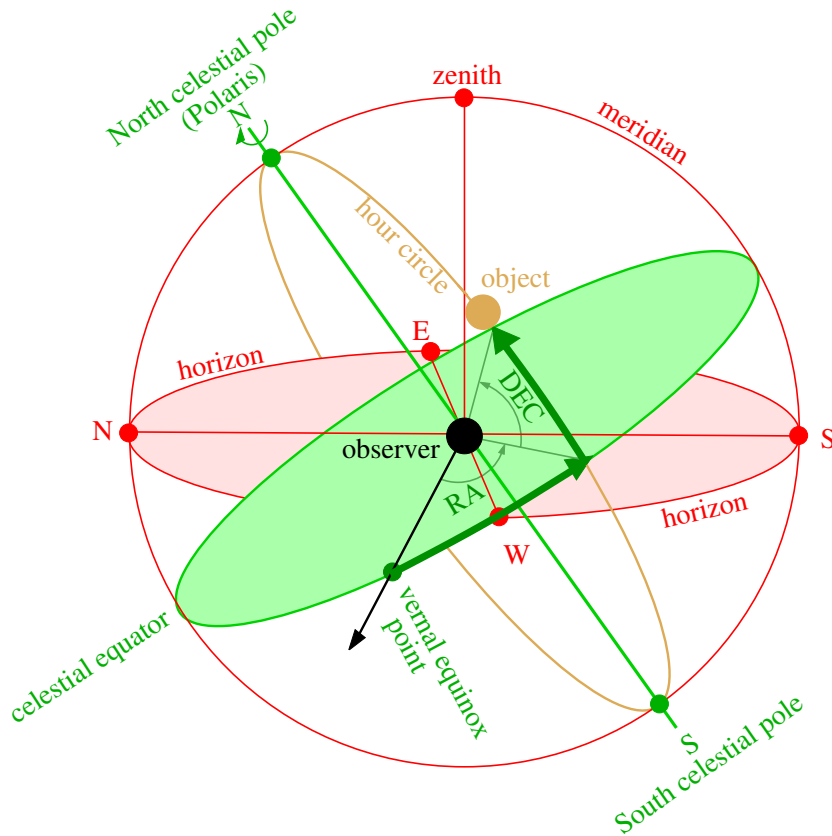 North celestial pole
(Polaris)
N
zenith
meridian
hour circle
object
E
horizon
N
DEC
S
observer
RA
horizon
W
vernal equinox
point
celestial equator
S
South celestial pole